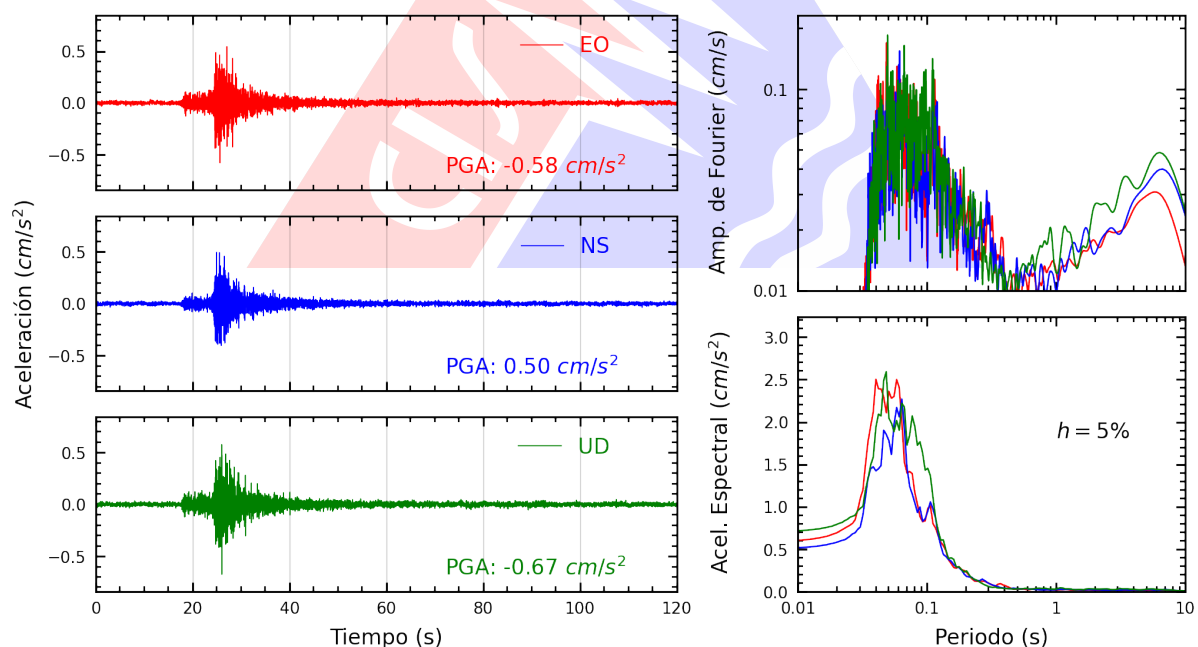 Aceleración (cm/s²)
0.5
0.0
−0.5
EO
PGA: -0.58 cm/s²
0.5
0.0
−0.5
NS
PGA: 0.50 cm/s²
0.5
0.0
−0.5
UD
PGA: -0.67 cm/s²
0 20 40 60 80 100 120
Tiempo (s)
Amp. de Fourier (cm/s)
0.1
0.01
Acel. Espectral (cm/s²)
3.0
2.5
2.0
1.5
1.0
0.5
0.0
h = 5%
0.01 0.1 1 10
Periodo (s)